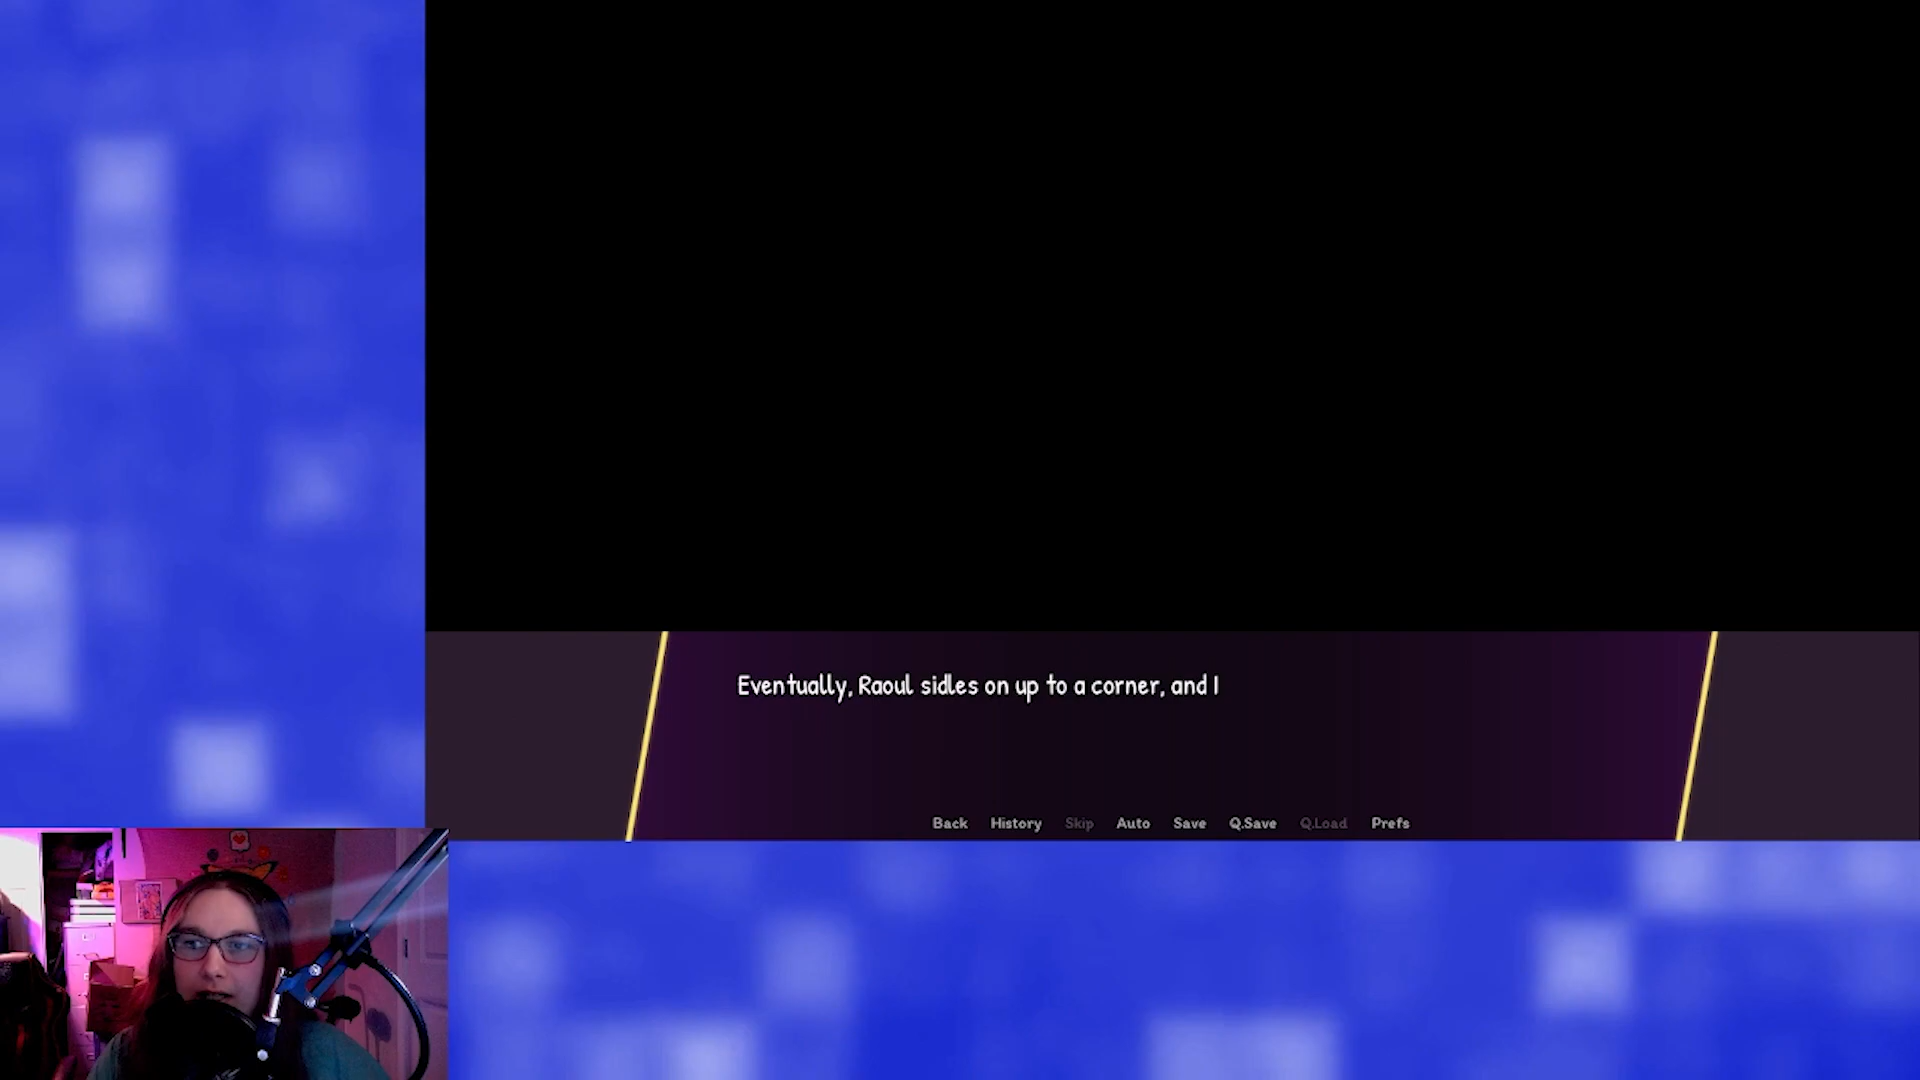 Eventually, Raoul sidles on up to a corner, and I
Back History Skip Auto Save Q.Save Q.Load Prefs